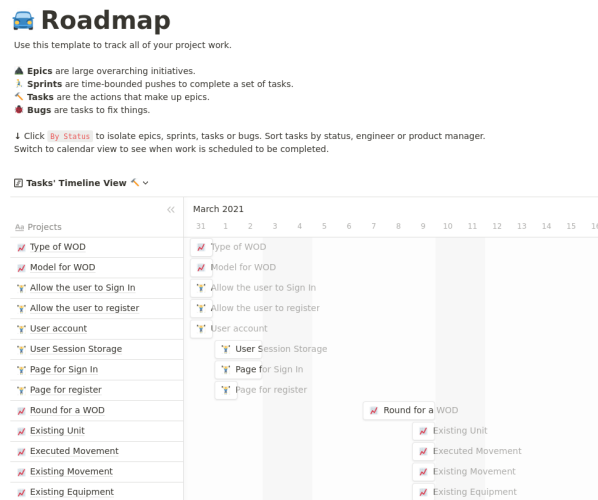 Roadmap
Use this template to track all of your project work.
Epics are large overarching initiatives.
Sprints are time-bounded pushes to complete a set of tasks.
Tasks are the actions that make up epics.
Bugs are tasks to fix things.
↓ Click By Status to isolate epics, sprints, tasks or bugs. Sort tasks by status, engineer or product manager.
Switch to calendar view to see when work is scheduled to be completed.
Tasks' Timeline View
March 2021
Aa Projects 31 1 2 3 4 5 6 7 8 9 10 11 12 13 14 15 16
Type of WOD Type of WOD
Model for WOD Model for WOD
Allow the user to Sign In Allow the user to Sign In
Allow the user to register Allow the user to register
User account User account
User Session Storage User Session Storage
Page for Sign In Page for Sign In
Page for register Page for register
Round for a WOD Round for a WOD
Existing Unit Existing Unit
Executed Movement Executed Movement
Existing Movement Existing Movement
Existing Equipment Existing Equipment